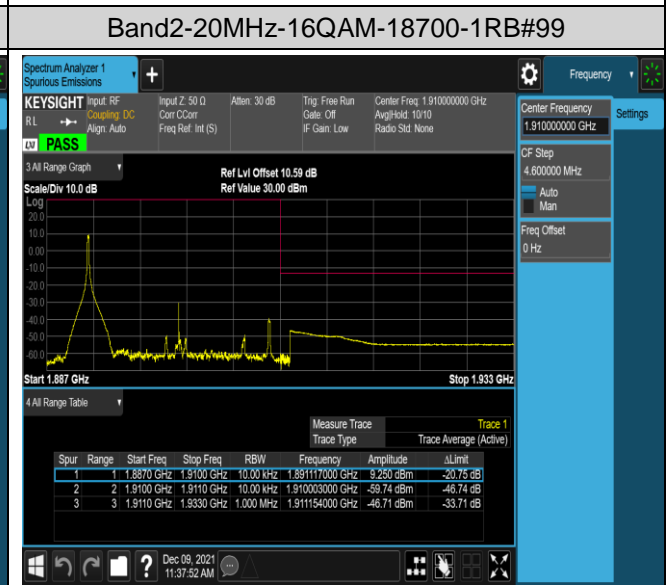 Band2-20MHz-16QAM-18700-1RB#99
Spectrum Analyzer 1
Spurious Emissions
+
Frequency
KEYSIGHT
RL
Input: RF
Coupling: DC
Align: Auto
Input Z: 50 Ω
Corr CCorr
Freq Ref: Int (S)
Atten: 30 dB
Trig: Free Run
Gate: Off
IF Gain: Low
Center Freq: 1.910000000 GHz
Avg|Hold: 10/10
Radio Std: None
LXI PASS
Center Frequency
1.910000000 GHz
Settings
CF Step
4.600000 MHz
Auto
Man
Freq Offset
0 Hz
3 All Range Graph
Scale/Div 10.0 dB
Ref Lvl Offset 10.59 dB
Ref Value 30.00 dBm
Log
20.0
10.0
0.00
-10.0
-20.0
-30.0
-40.0
-50.0
-60.0
Start 1.887 GHz
Stop 1.933 GHz
4 All Range Table
Measure Trace Trace 1
Trace Type Trace Average (Active)
Spur Range Start Freq Stop Freq RBW Frequency Amplitude ΔLimit
1 1 1.8870 GHz 1.9100 GHz 10.00 kHz 1.891117000 GHz 9.250 dBm -20.75 dB
2 2 1.9100 GHz 1.9110 GHz 10.00 kHz 1.910003000 GHz -59.74 dBm -46.74 dB
3 3 1.9110 GHz 1.9330 GHz 1.000 MHz 1.911154000 GHz -46.71 dBm -33.71 dB
?
Dec 09, 2021
11:37:52 AM